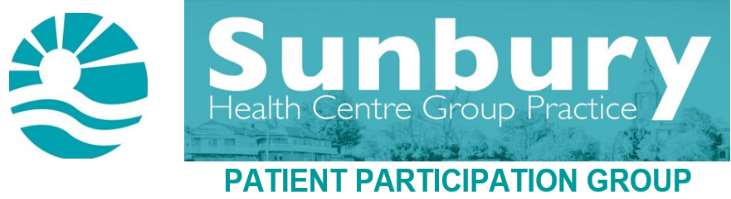 Sunbury
Health Centre Group Practice
PATIENT PARTICIPATION GROUP